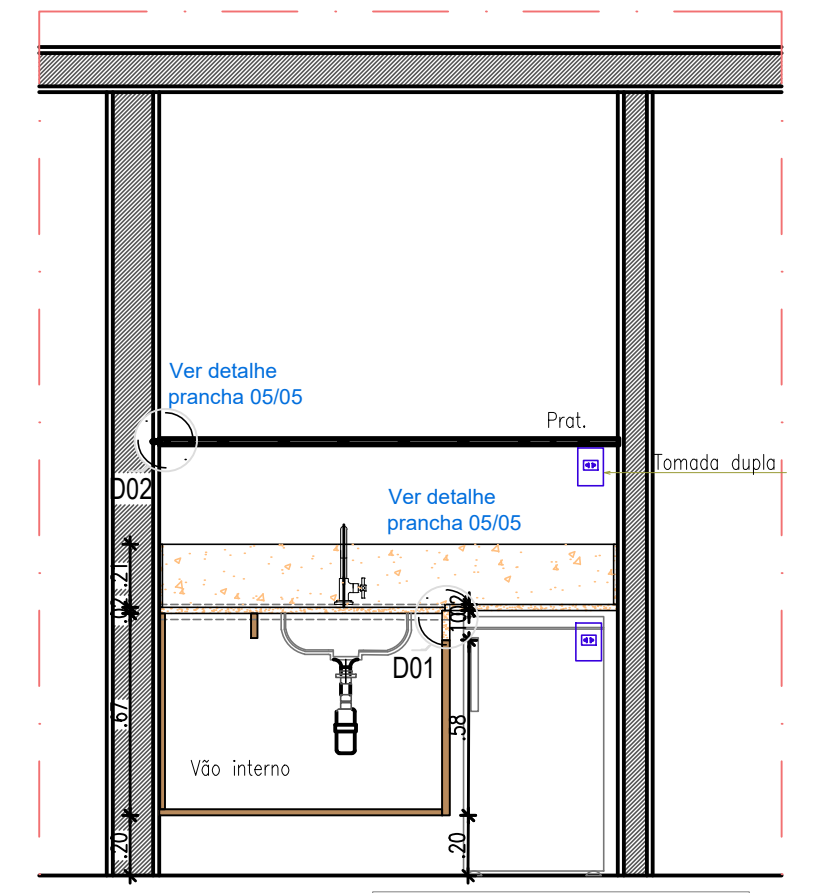 Ver detalhe
prancha 05/05
Prat.
Tomada dupla
D02
Ver detalhe
prancha 05/05
.21
.02
D01
.67
.58
Vão interno
.20
.20